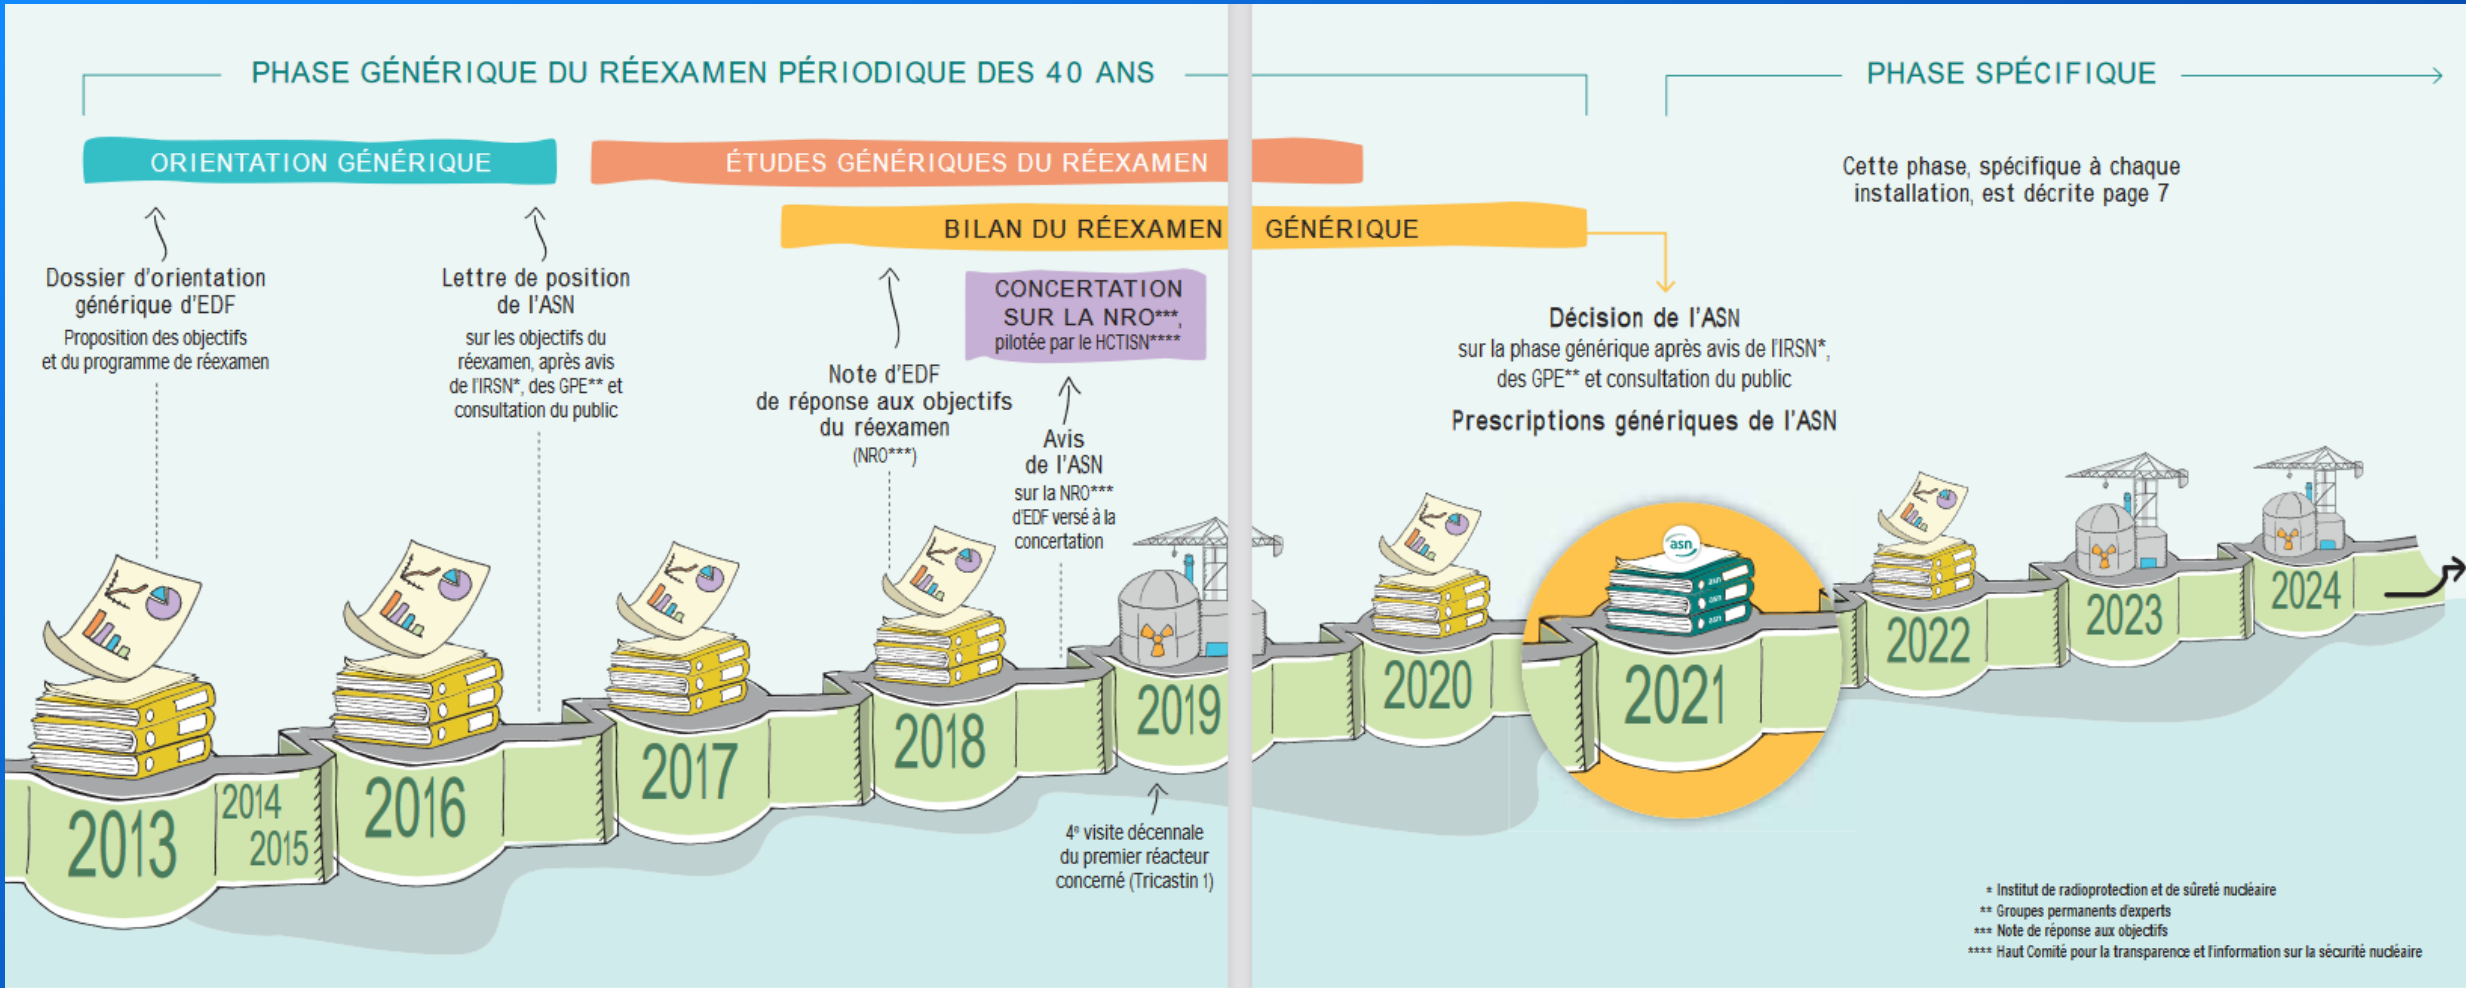 PHASE GÉNÉRIQUE DU RÉEXAMEN PÉRIODIQUE DES 40 ANS
PHASE SPÉCIFIQUE
Cette phase, spécifique à chaque
installation, est décrite page 7
ORIENTATION GÉNÉRIQUE
ÉTUDES GÉNÉRIQUES DU RÉEXAMEN
BILAN DU RÉEXAMEN GÉNÉRIQUE
Dossier d'orientation
générique d'EDF
Proposition des objectifs
et du programme de réexamen
Lettre de position
de l'ASN
sur les objectifs du
réexamen, après avis
de l'IRSN*, des GPE** et
consultation du public
Note d'EDF
de réponse aux objectifs
du réexamen
(NRO***)
CONCERTATION
SUR LA NRO***,
pilotée par le HCTISN****
Avis
de l'ASN
sur la NRO***
d'EDF versé à la
concertation
Décision de l'ASN
sur la phase générique après avis de l'IRSN*,
des GPE** et consultation du public
Prescriptions génériques de l'ASN
asn
asn
asn
asn
2013
2014
2015
2016
2017
2018
2019
2020
2021
2022
2023
2024
4e visite décennale
du premier réacteur
concerné (Tricastin 1)
* Institut de radioprotection et de sûreté nucléaire
** Groupes permanents d'experts
*** Note de réponse aux objectifs
**** Haut Comité pour la transparence et l'information sur la sécurité nucléaire